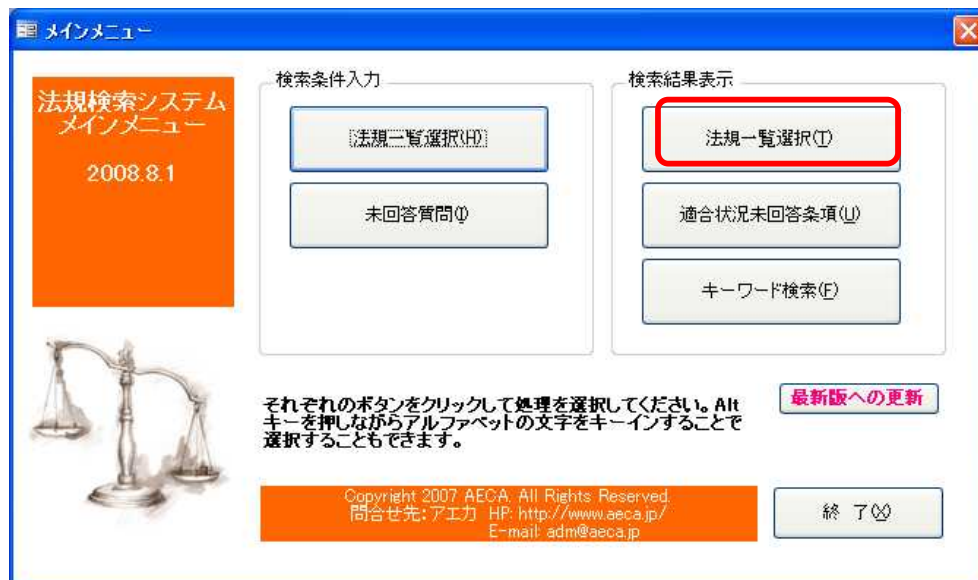 メインメニュー
法規検索システム
メインメニュー
2008.8.1
検索条件入力
法規一覧選択(H)
未回答質問(I)
検索結果表示
法規一覧選択(T)
適合状況未回答条項(U)
キーワード検索(F)
それぞれのボタンをクリックして処理を選択してください。Alt
キーを押しながらアルファベットの文字をキーインすることで
選択することもできます。
最新版への更新
Copyright 2007 AECA. All Rights Reserved.
問合せ先:アエカ HP: http://www.aeca.jp/
E-mail: adm@aeca.jp
終 了(X)